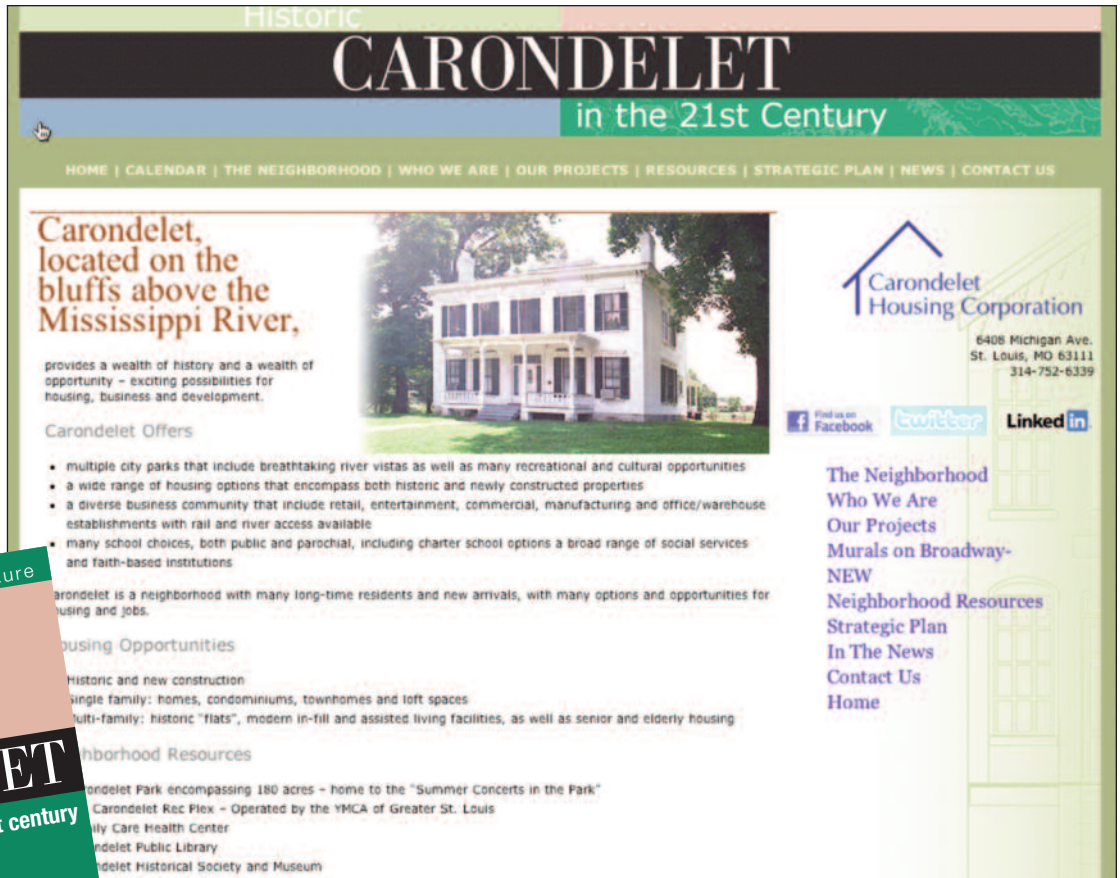 Historic
CARONDELET
in the 21st Century
HOME | CALENDAR | THE NEIGHBORHOOD | WHO WE ARE | OUR PROJECTS | RESOURCES | STRATEGIC PLAN | NEWS | CONTACT US
Carondelet,
located on the
bluffs above the
Mississippi River,
provides a wealth of history and a wealth of
opportunity – exciting possibilities for
housing, business and development.
Carondelet Offers
• multiple city parks that include breathtaking river vistas as well as many recreational and cultural opportunities
• a wide range of housing options that encompass both historic and newly constructed properties
• a diverse business community that include retail, entertainment, commercial, manufacturing and office/warehouse
establishments with rail and river access available
• many school choices, both public and parochial, including charter school options a broad range of social services
and faith-based institutions
arondelet is a neighborhood with many long-time residents and new arrivals, with many options and opportunities for
using and jobs.
ousing Opportunities
Historic and new construction
Single family: homes, condominiums, townhomes and loft spaces
ulti-family: historic "flats", modern in-fill and assisted living facilities, as well as senior and elderly housing
hborhood Resources
ondelet Park encompassing 180 acres – home to the "Summer Concerts in the Park"
Carondelet Rec Plex – Operated by the YMCA of Greater St. Louis
ily Care Health Center
ndelet Public Library
ndelet Historical Society and Museum
Carondelet
Housing Corporation
6408 Michigan Ave.
St. Louis, MO 63111
314-752-6339
Find us on
Facebook
twitter
Linked in
The Neighborhood
Who We Are
Our Projects
Murals on Broadway-
NEW
Neighborhood Resources
Strategic Plan
In The News
Contact Us
Home
ture
ET
t century